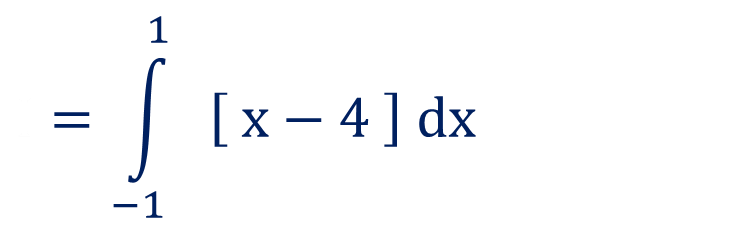 1
= ∫ [ x − 4 ] dx
−1